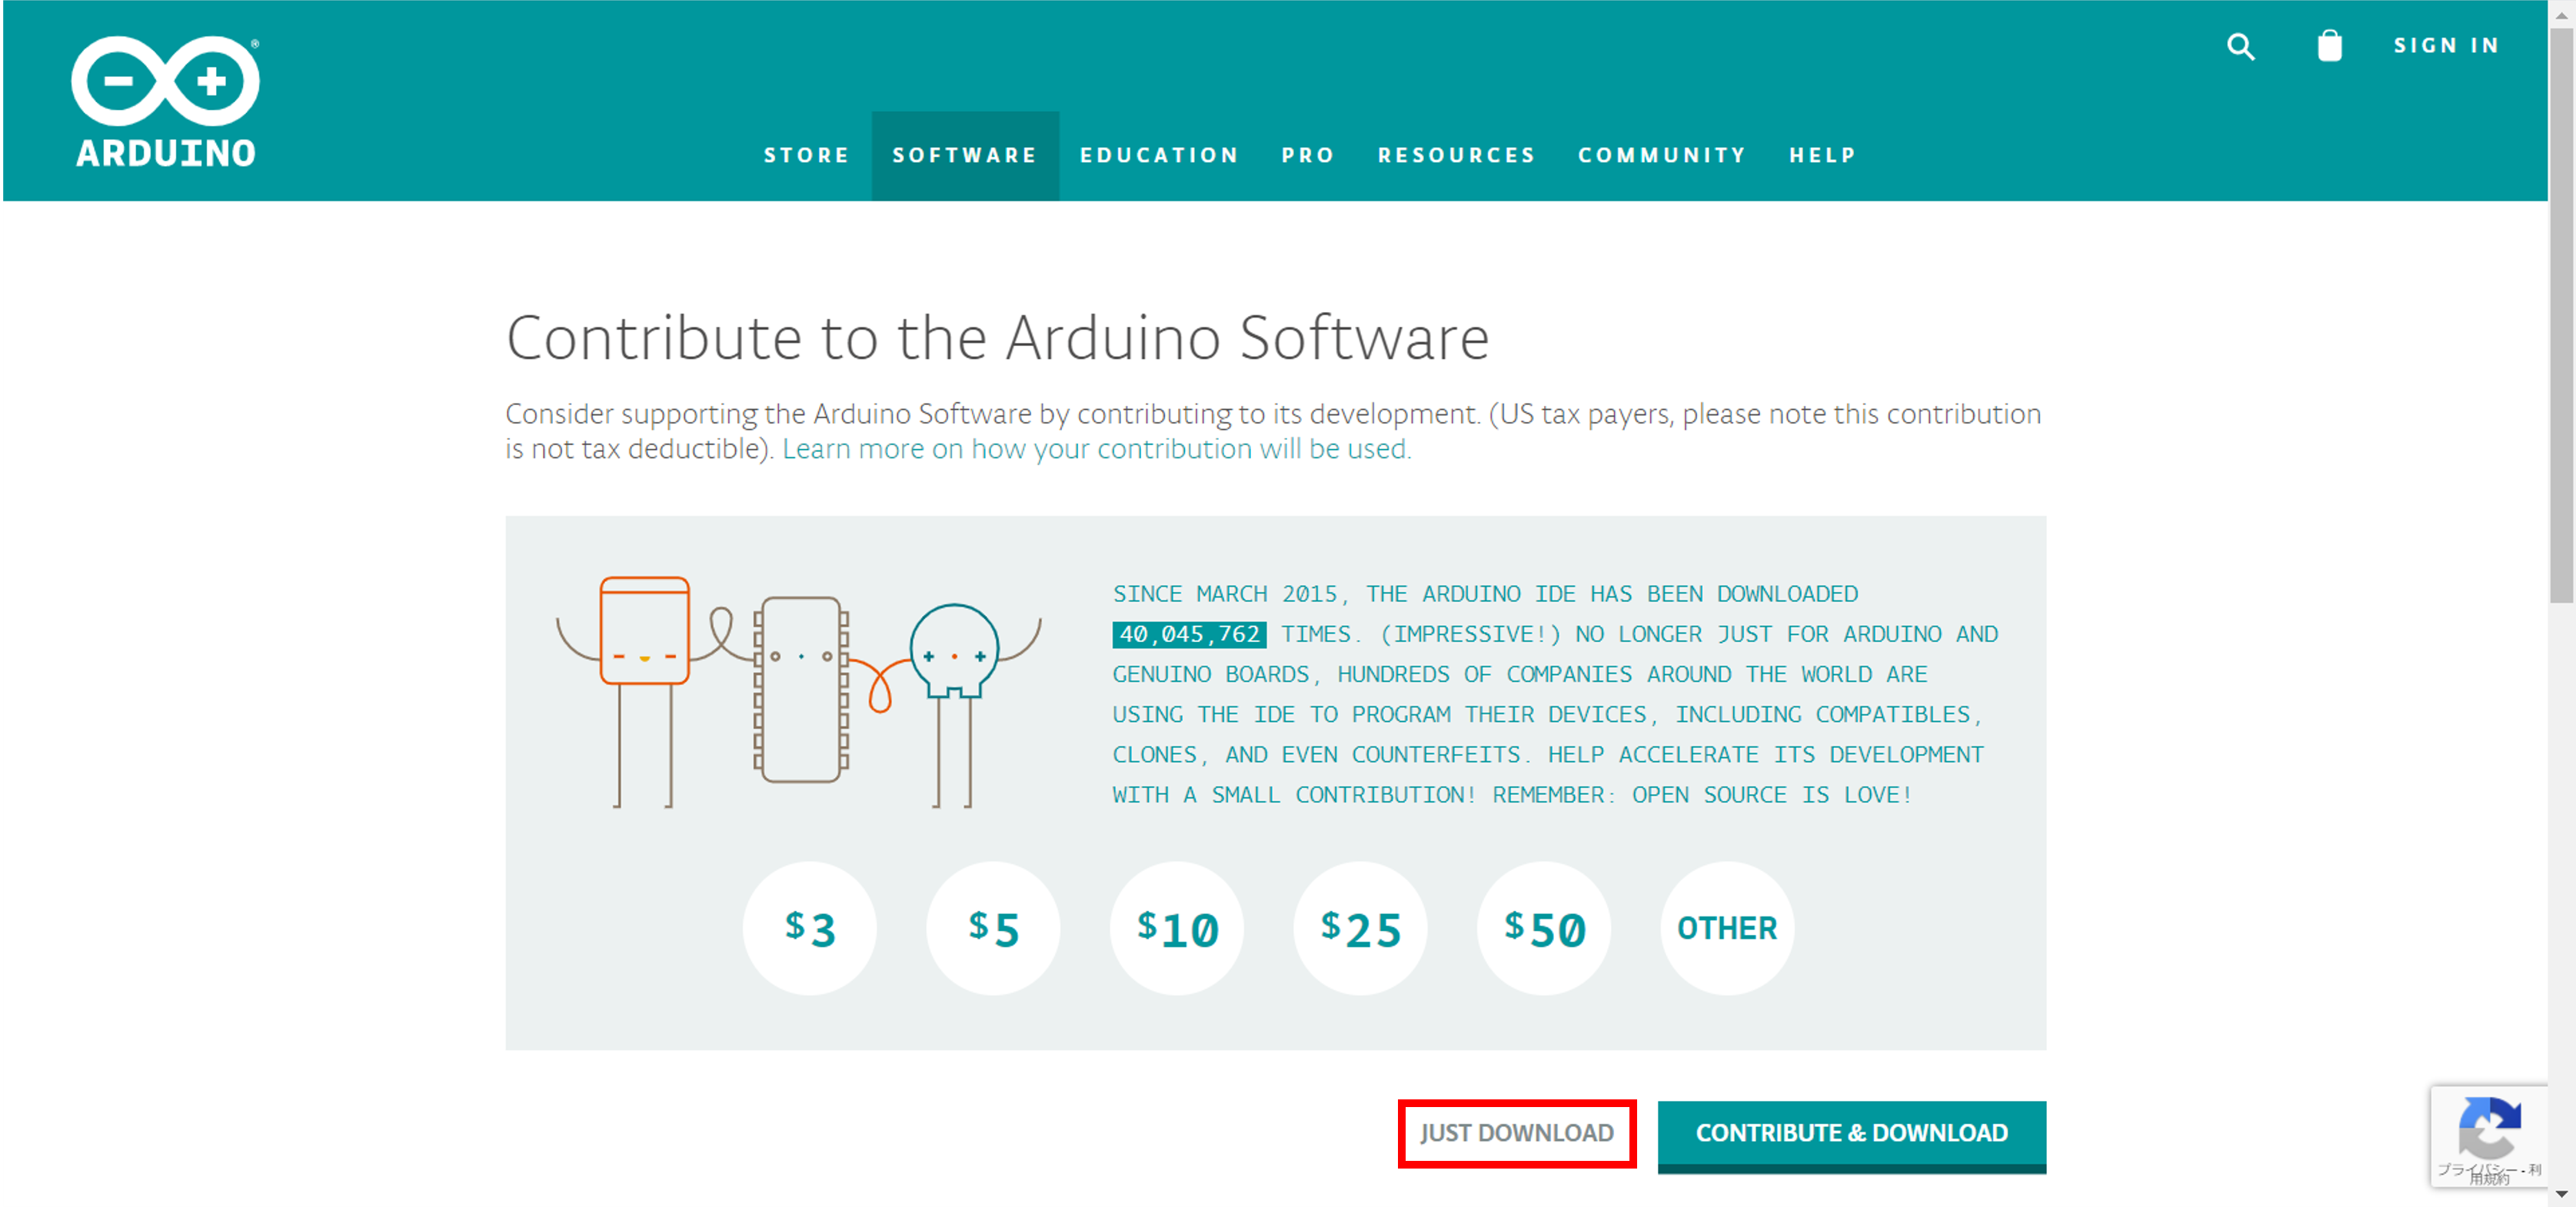 ARDUINO
SIGN IN
STORE SOFTWARE EDUCATION PRO RESOURCES COMMUNITY HELP
Contribute to the Arduino Software
Consider supporting the Arduino Software by contributing to its development. (US tax payers, please note this contribution
is not tax deductible). Learn more on how your contribution will be used.
SINCE MARCH 2015, THE ARDUINO IDE HAS BEEN DOWNLOADED
40,045,762 TIMES. (IMPRESSIVE!) NO LONGER JUST FOR ARDUINO AND
GENUINO BOARDS, HUNDREDS OF COMPANIES AROUND THE WORLD ARE
USING THE IDE TO PROGRAM THEIR DEVICES, INCLUDING COMPATIBLES,
CLONES, AND EVEN COUNTERFEITS. HELP ACCELERATE ITS DEVELOPMENT
WITH A SMALL CONTRIBUTION! REMEMBER: OPEN SOURCE IS LOVE!
$3 $5 $10 $25 $50 OTHER
JUST DOWNLOAD CONTRIBUTE & DOWNLOAD
プライバシー - 利
用規約